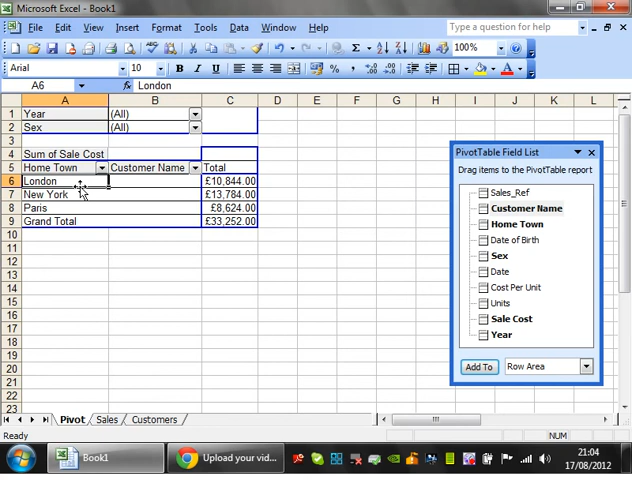 Microsoft Excel - Book1
File Edit View Insert Format Tools Data Window Help Type a question for help
100%
Arial 10 B I U
A6 fx London
A B C D E F G H I J K L
1 Year (All)
2 Sex (All)
3
4 Sum of Sale Cost
5 Home Town Customer Name Total
6 London £10,844.00
7 New York £13,784.00
8 Paris £8,624.00
9 Grand Total £33,252.00
10
11
12
13
14
15
16
17
18
19
20
21
22
23
PivotTable Field List
Drag items to the PivotTable report
Sales_Ref
Customer Name
Home Town
Date of Birth
Sex
Date
Cost Per Unit
Units
Sale Cost
Year
Add To Row Area
Pivot Sales Customers
Ready NUM
Book1 Upload your vid...
21:04
17/08/2012